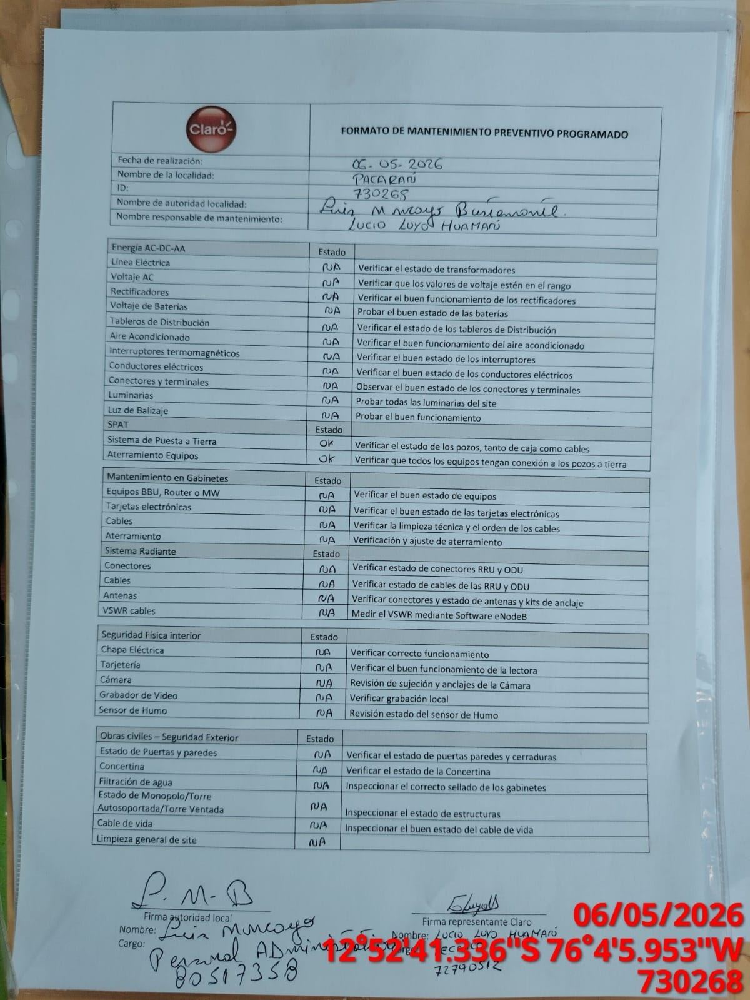 Claro
FORMATO DE MANTENIMIENTO PREVENTIVO PROGRAMADO
Fecha de realización: 06-05-2026
Nombre de la localidad: PACARAN
ID: 730268
Nombre de autoridad localidad: Luis
Nombre responsable de mantenimiento: LUCIO LUYO HUAMAN
Energía AC-DC-AA Estado
Línea Eléctrica NA Verificar el estado de transformadores
Voltaje AC NA Verificar que los valores de voltaje estén en el rango
Rectificadores NA Verificar el buen funcionamiento de los rectificadores
Voltaje de Baterías NA Probar el buen estado de las baterías
Tableros de Distribución NA Verificar el estado de los tableros de Distribución
Aire Acondicionado NA Verificar el buen funcionamiento del aire acondicionado
Interruptores termomagnéticos NA Verificar el buen estado de los interruptores
Conductores eléctricos NA Verificar el buen estado de los conductores eléctricos
Conectores y terminales NA Observar el buen estado de los conectores y terminales
Luminarias NA Probar todas las luminarias del site
Luz de Balizaje NA Probar el buen funcionamiento
SPAT Estado
Sistema de Puesta a Tierra OK Verificar el estado de los pozos, tanto de caja como cables
Aterramiento Equipos OK Verificar que todos los equipos tengan conexión a los pozos a tierra
Mantenimiento en Gabinetes Estado
Equipos BBU, Router o MW NA Verificar el buen estado de equipos
Tarjetas electrónicas NA Verificar el buen estado de las tarjetas electrónicas
Cables NA Verificar la limpieza técnica y el orden de los cables
Aterramiento NA Verificación y ajuste de aterramiento
Sistema Radiante Estado
Conectores NA Verificar estado de conectores RRU y ODU
Cables NA Verificar estado de cables de las RRU y ODU
Antenas NA Verificar conectores y estado de antenas y kits de anclaje
VSWR cables NA Medir el VSWR mediante Software eNodeB
Seguridad Física interior Estado
Chapa Eléctrica NA Verificar correcto funcionamiento
Tarjetería NA Verificar el buen funcionamiento de la lectora
Cámara NA Revisión de sujeción y anclajes de la Cámara
Grabador de Video NA Verificar grabación local
Sensor de Humo NA Revisión estado del sensor de Humo
Obras civiles – Seguridad Exterior Estado
Estado de Puertas y paredes NA Verificar el estado de puertas paredes y cerraduras
Concertina NA Verificar el estado de la Concertina
Filtración de agua NA Inspeccionar el correcto sellado de los gabinetes
Estado de Monopolo/Torre
Autosoportada/Torre Ventada NA Inspeccionar el estado de estructuras
Cable de vida NA Inspeccionar el buen estado del cable de vida
Limpieza general de site NA
L. M-B
Firma autoridad local Firma representante Claro
Nombre: Luis Moncayo Nombre: LUCIO LUYO HUAMAN
Cargo: Personal Administrativo
80517358 72790512
06/05/2026
12°52'41.336"S 76°4'5.953"W
730268